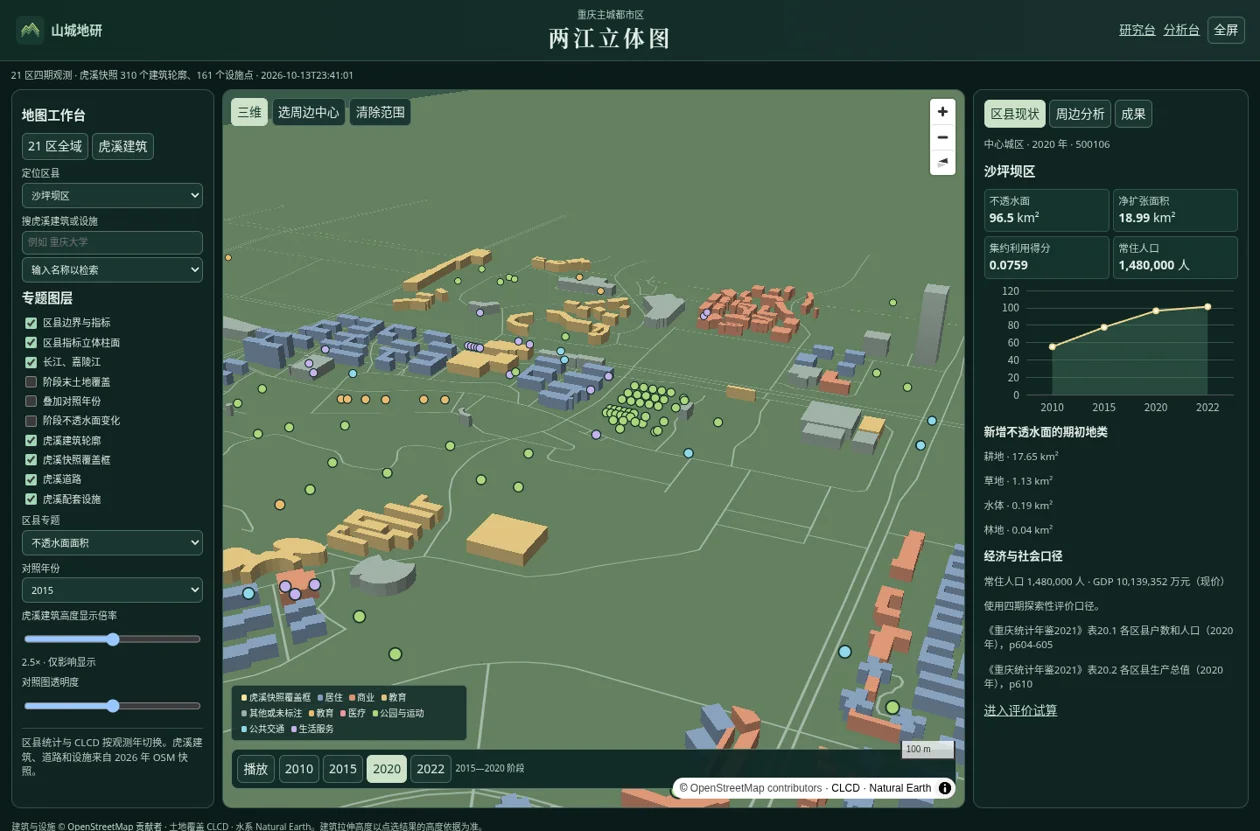 山城地研
重庆主城都市区
两江立体图
研究台 分析台 全屏
21 区四期观测 · 虎溪快照 310 个建筑轮廓、161 个设施点 · 2026-10-13T23:41:01
地图工作台
21 区全域 虎溪建筑
定位区县
沙坪坝区
搜虎溪建筑或设施
例如 重庆大学
输入名称以检索
专题图层
区县边界与指标
区县指标立体柱面
长江、嘉陵江
阶段末土地覆盖
叠加对照年份
阶段不透水面变化
虎溪建筑轮廓
虎溪快照覆盖框
虎溪道路
虎溪配套设施
区县专题
不透水面面积
对照年份
2015
虎溪建筑高度显示倍率
2.5× · 仅影响显示
对照图透明度
区县统计与 CLCD 按观测年切换。虎溪建
筑、道路和设施来自 2026 年 OSM 快
照。
三维 选周边中心 清除范围
+
−
虎溪快照覆盖框 居住 商业 教育
其他或未标注 教育 医疗 公园与运动
公共交通 生活服务
播放 2010 2015 2020 2022 2015—2020 阶段
100 m
© OpenStreetMap contributors · CLCD · Natural Earth
区县现状 周边分析 成果
中心城区 · 2020 年 · 500106
沙坪坝区
不透水面
96.5 km²
净扩张面积
18.99 km²
集约利用得分
0.0759
常住人口
1,480,000 人
120
100
80
60
40
20
0
2010 2015 2020 2022
新增不透水面的期初地类
耕地 · 17.65 km²
草地 · 1.13 km²
水体 · 0.19 km²
林地 · 0.04 km²
经济与社会口径
常住人口 1,480,000 人 · GDP 10,139,352 万元（现价）
使用四期探索性评价口径。
《重庆统计年鉴2021》表20.1 各区县户数和人口（2020
年），p604-605
《重庆统计年鉴2021》表20.2 各区县生产总值（2020
年），p610
进入评价试算
建筑与设施 © OpenStreetMap 贡献者 · 土地覆盖 CLCD · 水系 Natural Earth。建筑拉伸高度以点选结果的高度依据为准。